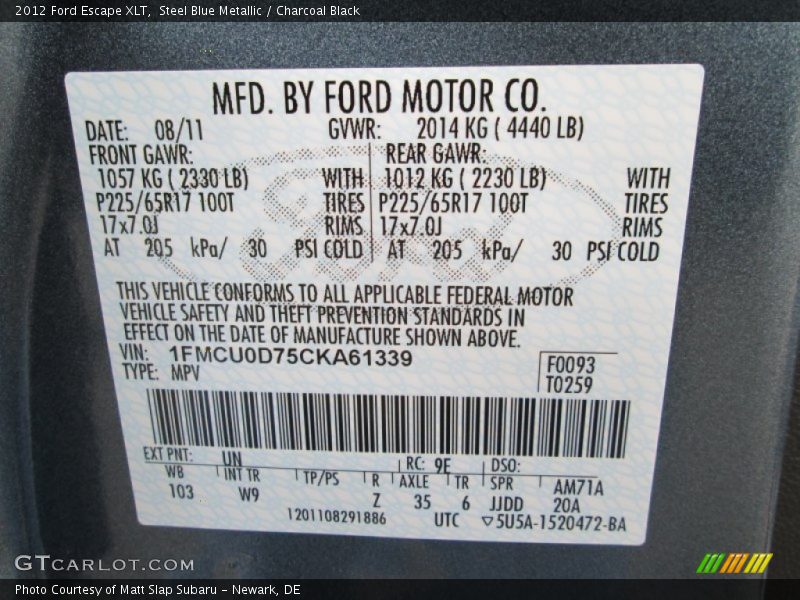 2012 Ford Escape XLT,  Steel Blue Metallic / Charcoal Black
MFD. BY FORD MOTOR CO.
DATE: 08/11 GVWR: 2014 KG ( 4440 LB)
FRONT GAWR: REAR GAWR:
1057 KG ( 2330 LB) WITH 1012 KG ( 2230 LB) WITH
P225/65R17 100T TIRES P225/65R17 100T TIRES
17x7.0J RIMS 17x7.0J RIMS
AT 205 kPa/ 30 PSI COLD AT 205 kPa/ 30 PSI COLD
THIS VEHICLE CONFORMS TO ALL APPLICABLE FEDERAL MOTOR
VEHICLE SAFETY AND THEFT PREVENTION STANDARDS IN
EFFECT ON THE DATE OF MANUFACTURE SHOWN ABOVE.
VIN: 1FMCU0D75CKA61339 F0093
TYPE: MPV T0259
EXT PNT: UN RC: 9E DSO:
WB INT TR TP/PS R AXLE TR SPR AM71A
103 W9 Z 35 6 JJDD 20A
1201108291886 UTC ▽5U5A-1520472-BA
Ford
GTCARLOT.COM
Photo Courtesy of Matt Slap Subaru - Newark, DE